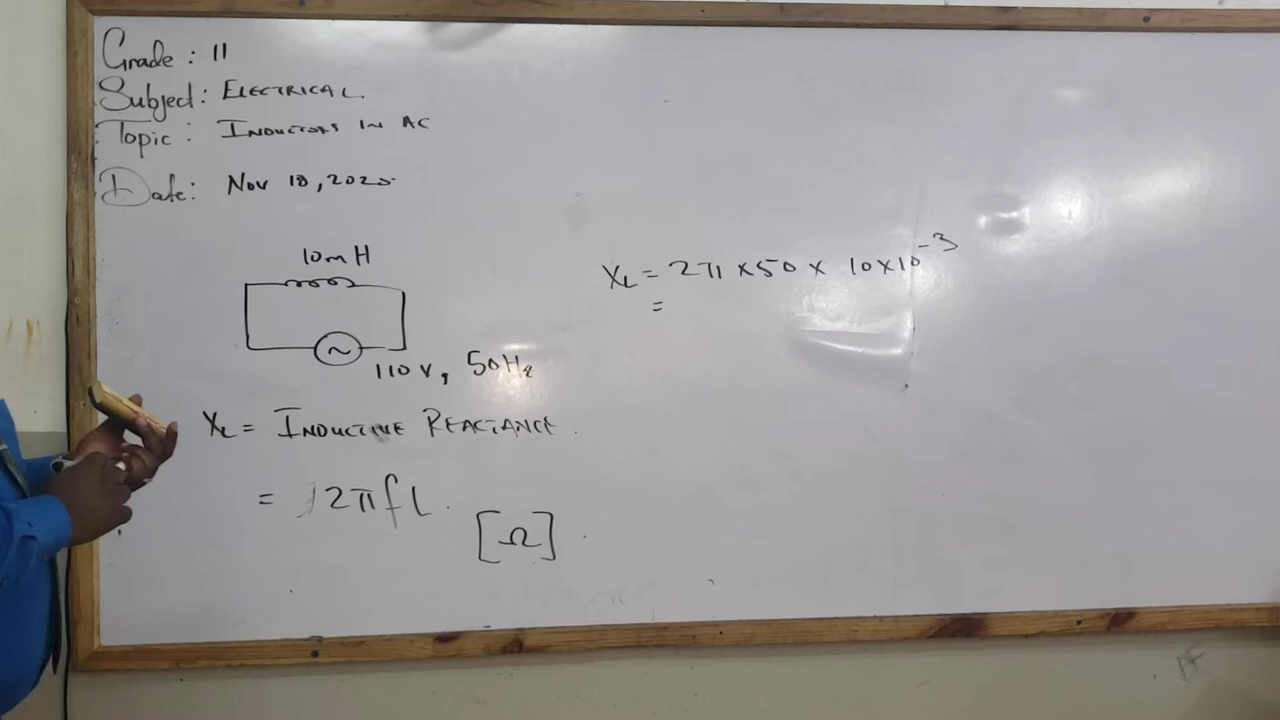 Grade: 11
Subject: ELECTRICAL
Topic: INDUCTORS IN AC
Date: Nov 18, 2025
10mH
110V, 50Hz
XL = INDUCTIVE REACTANCE.
= 2πfL.
[Ω]
XL = 2π × 50 × 10×10⁻³
=